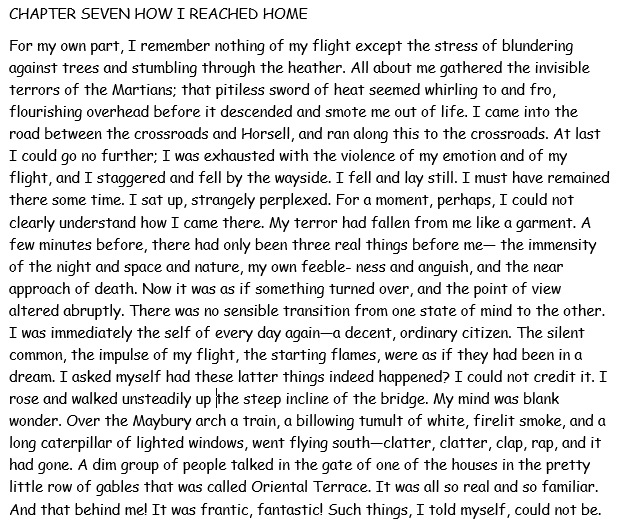 CHAPTER SEVEN HOW I REACHED HOME
For my own part, I remember nothing of my flight except the stress of blundering
against trees and stumbling through the heather. All about me gathered the invisible
terrors of the Martians; that pitiless sword of heat seemed whirling to and fro,
flourishing overhead before it descended and smote me out of life. I came into the
road between the crossroads and Horsell, and ran along this to the crossroads. At last
I could go no further; I was exhausted with the violence of my emotion and of my
flight, and I staggered and fell by the wayside. I fell and lay still. I must have remained
there some time. I sat up, strangely perplexed. For a moment, perhaps, I could not
clearly understand how I came there. My terror had fallen from me like a garment. A
few minutes before, there had only been three real things before me— the immensity
of the night and space and nature, my own feeble- ness and anguish, and the near
approach of death. Now it was as if something turned over, and the point of view
altered abruptly. There was no sensible transition from one state of mind to the other.
I was immediately the self of every day again—a decent, ordinary citizen. The silent
common, the impulse of my flight, the starting flames, were as if they had been in a
dream. I asked myself had these latter things indeed happened? I could not credit it. I
rose and walked unsteadily up the steep incline of the bridge. My mind was blank
wonder. Over the Maybury arch a train, a billowing tumult of white, firelit smoke, and a
long caterpillar of lighted windows, went flying south—clatter, clatter, clap, rap, and it
had gone. A dim group of people talked in the gate of one of the houses in the pretty
little row of gables that was called Oriental Terrace. It was all so real and so familiar.
And that behind me! It was frantic, fantastic! Such things, I told myself, could not be.